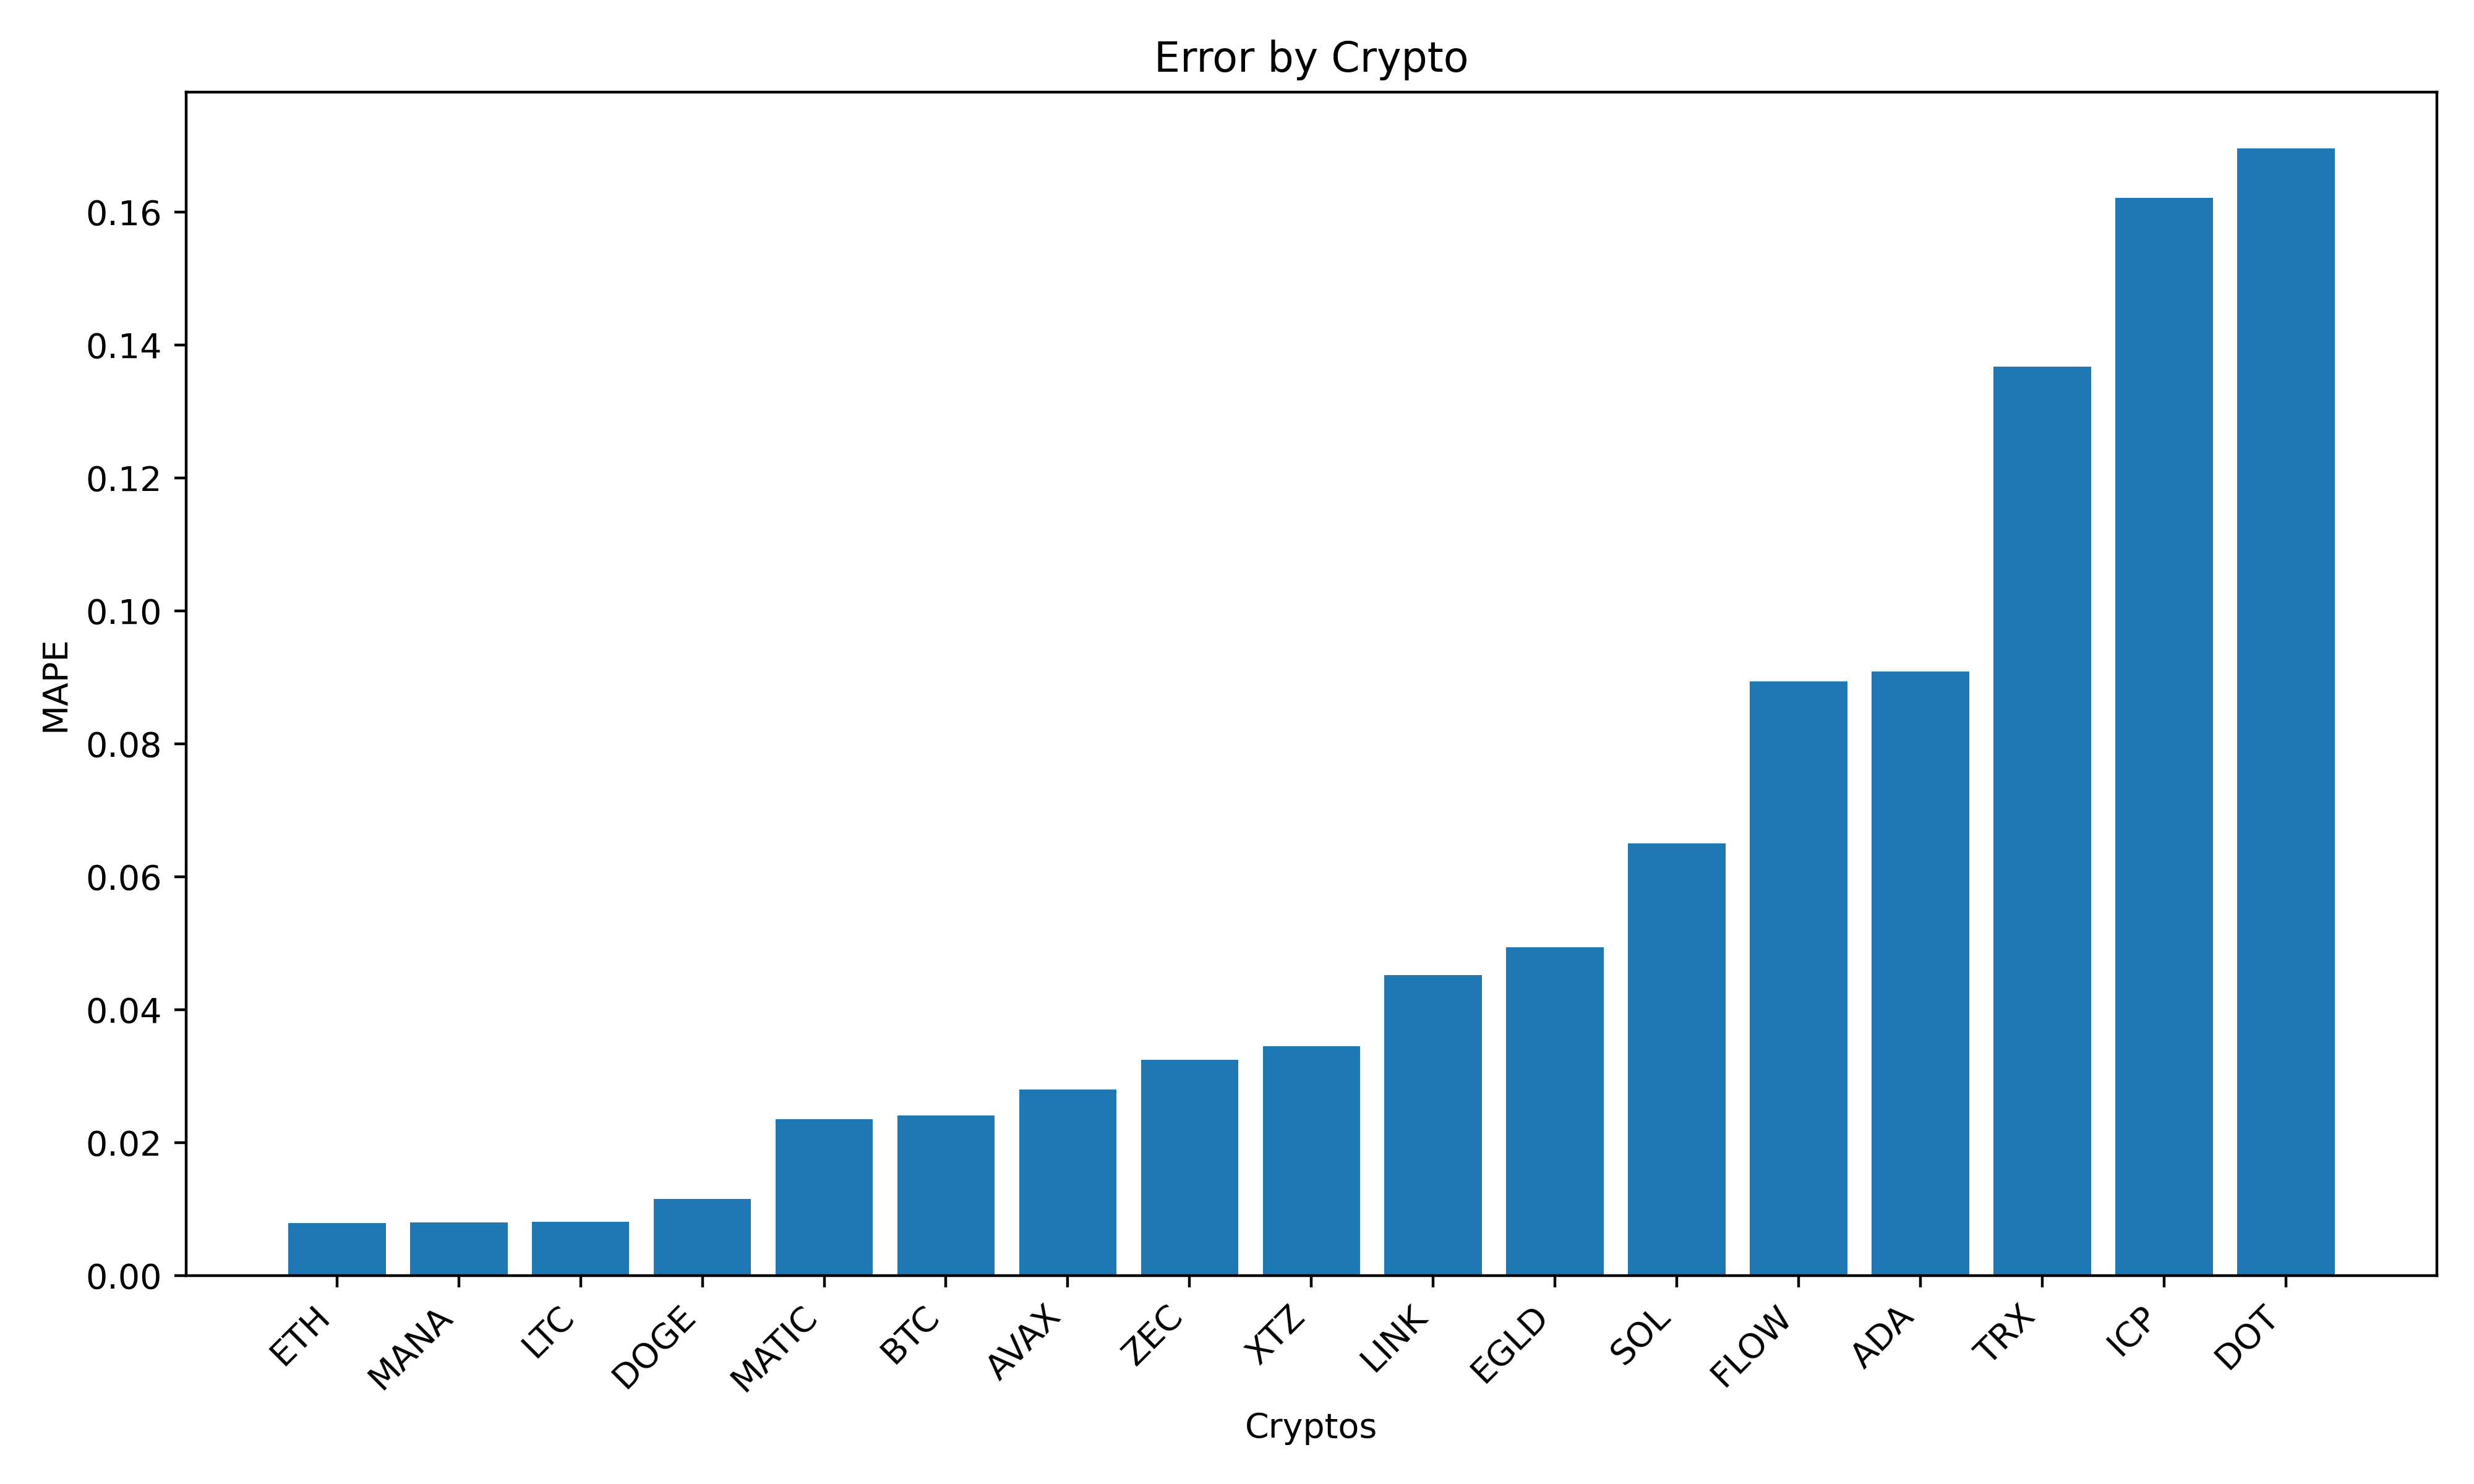 Error by Crypto
MAPE
0.16
0.14
0.12
0.10
0.08
0.06
0.04
0.02
0.00
ETH
MANA
LTC
DOGE
MATIC
BTC
AVAX
ZEC
XTZ
LINK
EGLD
SOL
FLOW
ADA
TRX
ICP
DOT
Cryptos